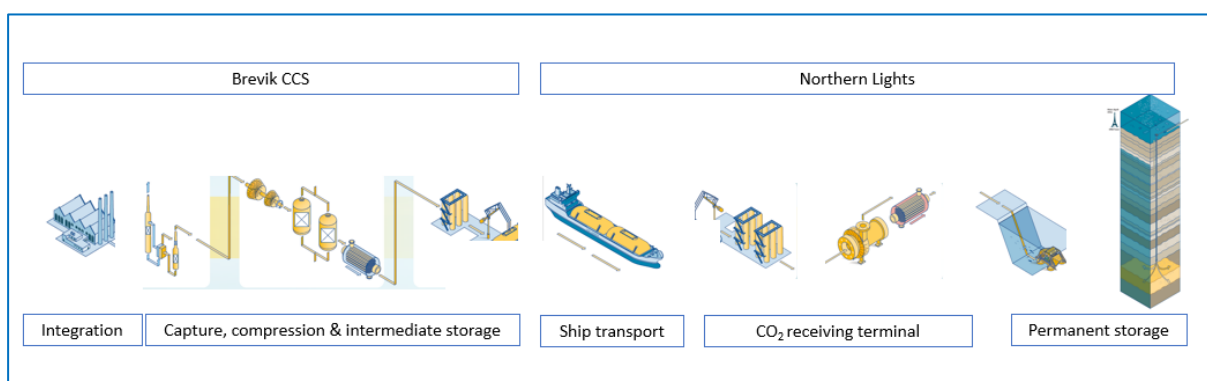 Brevik CCS
Northern Lights
Integration
Capture, compression & intermediate storage
Ship transport
CO₂ receiving terminal
Permanent storage